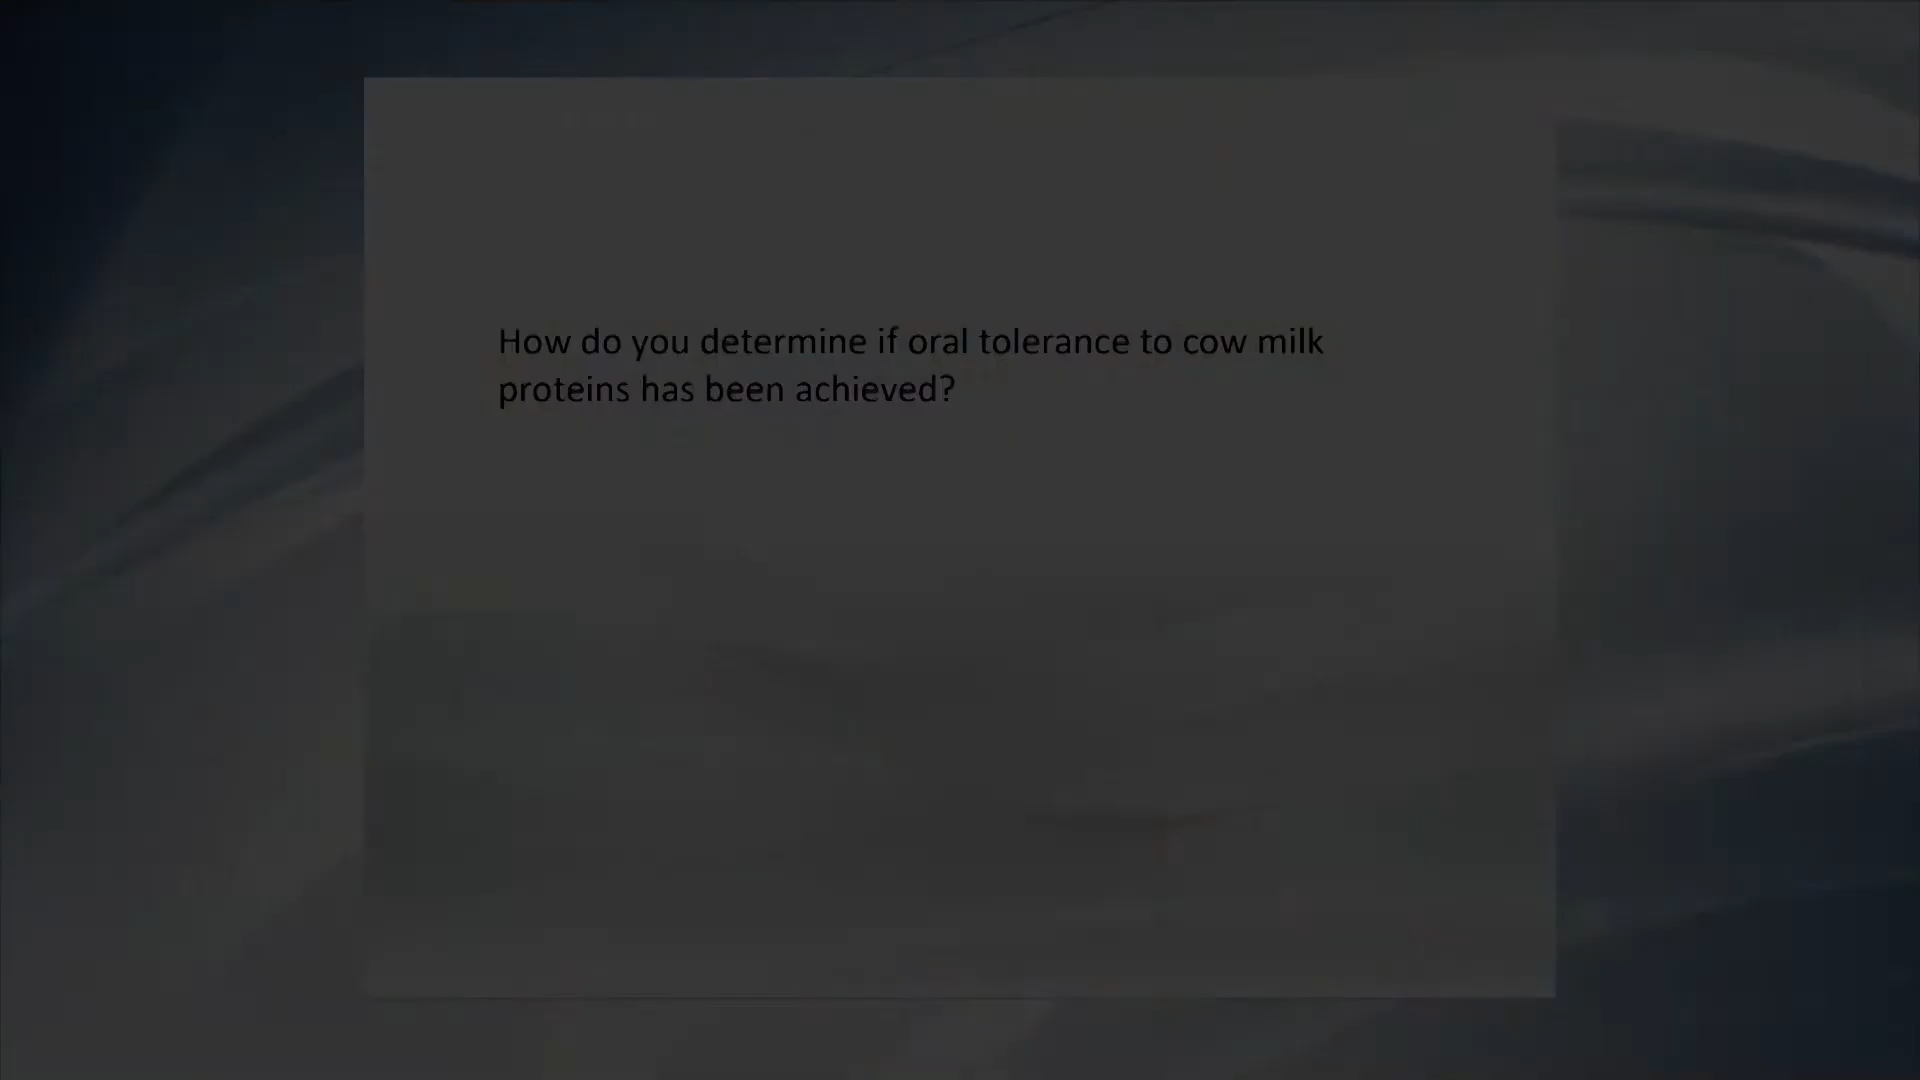 How do you determine if oral tolerance to cow milk
proteins has been achieved?